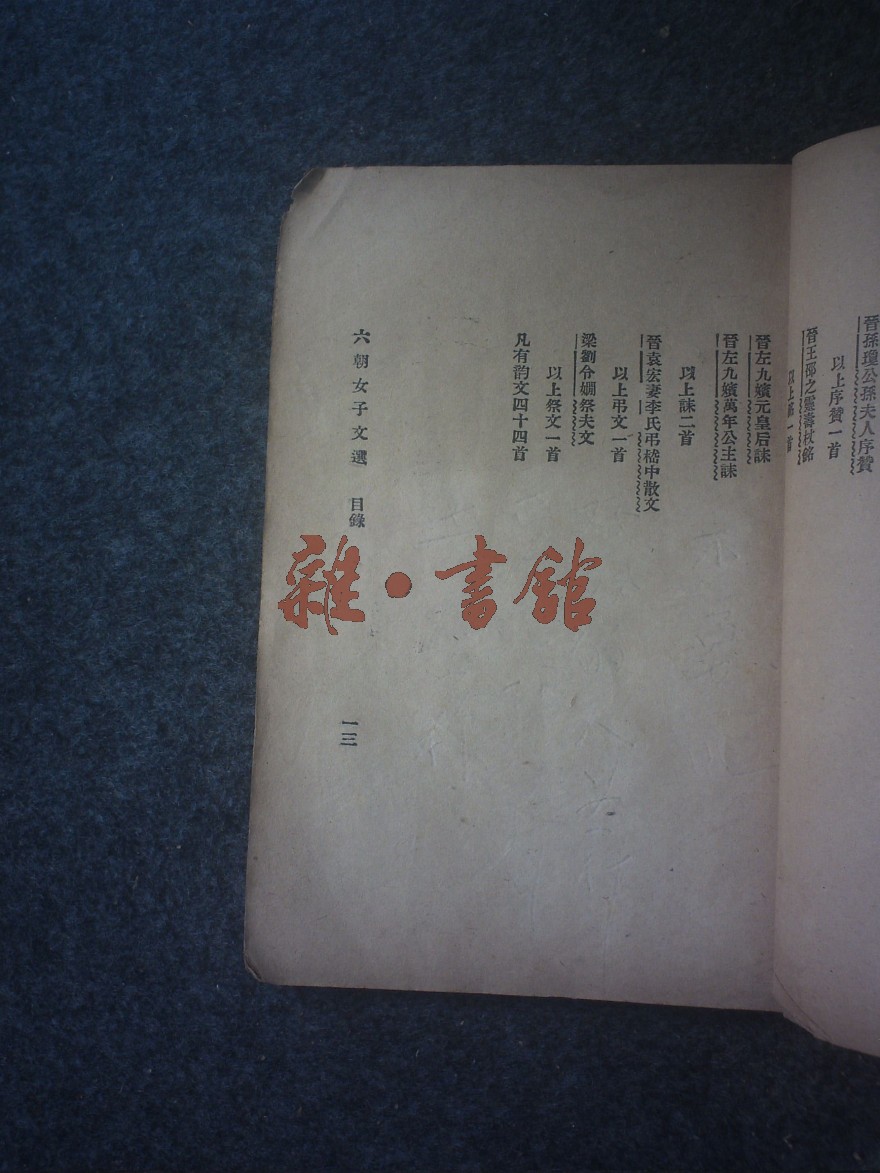 晉孫瓊公孫夫人序贊
以上序贊一首
晉王邵之靈壽杖銘
以上銘一首
晉左九嬪元皇后誄
晉左九嬪萬年公主誄
以上誄二首
晉袁宏妻李氏弔嵇中散文
以上弔文一首
梁劉令嫺祭夫文
以上祭文一首
凡有韵文四十四首
六朝女子文選 目錄
一三
雜·書館